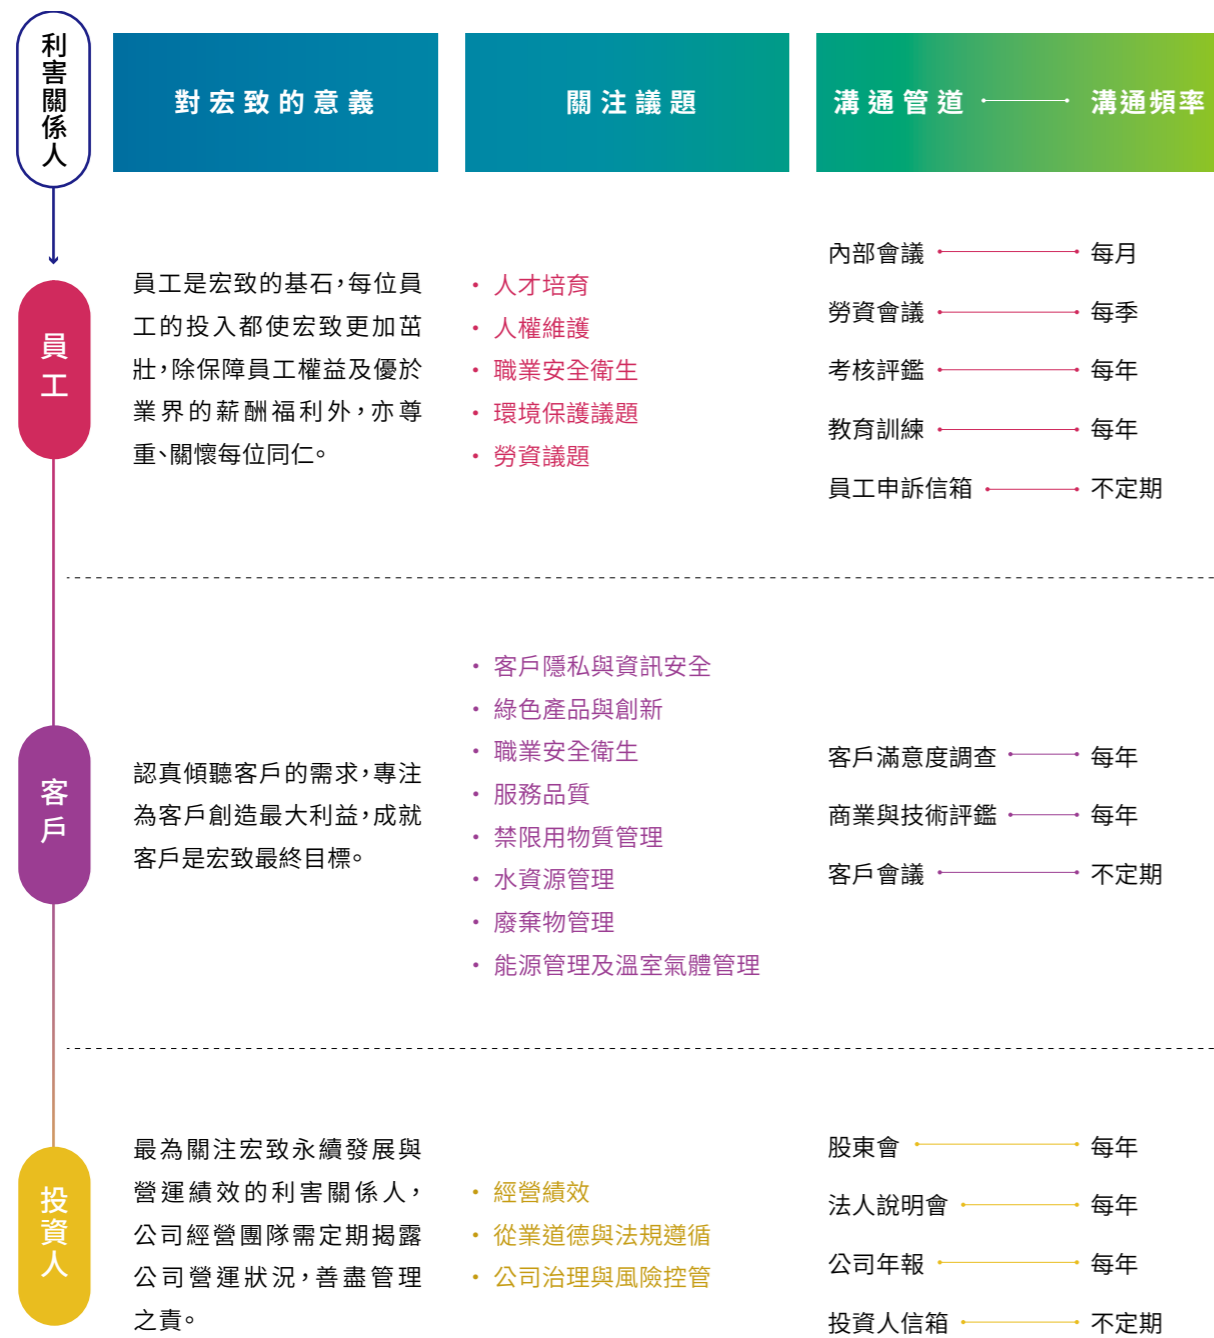 利害關係人
對宏致的意義
關注議題
溝通管道 溝通頻率
員工
員工是宏致的基石，每位員
工的投入都使宏致更加茁
壯，除保障員工權益及優於
業界的薪酬福利外，亦尊
重、關懷每位同仁。
・人才培育
・人權維護
・職業安全衛生
・環境保護議題
・勞資議題
內部會議 每月
勞資會議 每季
考核評鑑 每年
教育訓練 每年
員工申訴信箱 不定期
客戶
認真傾聽客戶的需求，專注
為客戶創造最大利益，成就
客戶是宏致最終目標。
・客戶隱私與資訊安全
・綠色產品與創新
・職業安全衛生
・服務品質
・禁限用物質管理
・水資源管理
・廢棄物管理
・能源管理及溫室氣體管理
客戶滿意度調查 每年
商業與技術評鑑 每年
客戶會議 不定期
投資人
最為關注宏致永續發展與
營運績效的利害關係人，
公司經營團隊需定期揭露
公司營運狀況，善盡管理
之責。
・經營績效
・從業道德與法規遵循
・公司治理與風險控管
股東會 每年
法人說明會 每年
公司年報 每年
投資人信箱 不定期